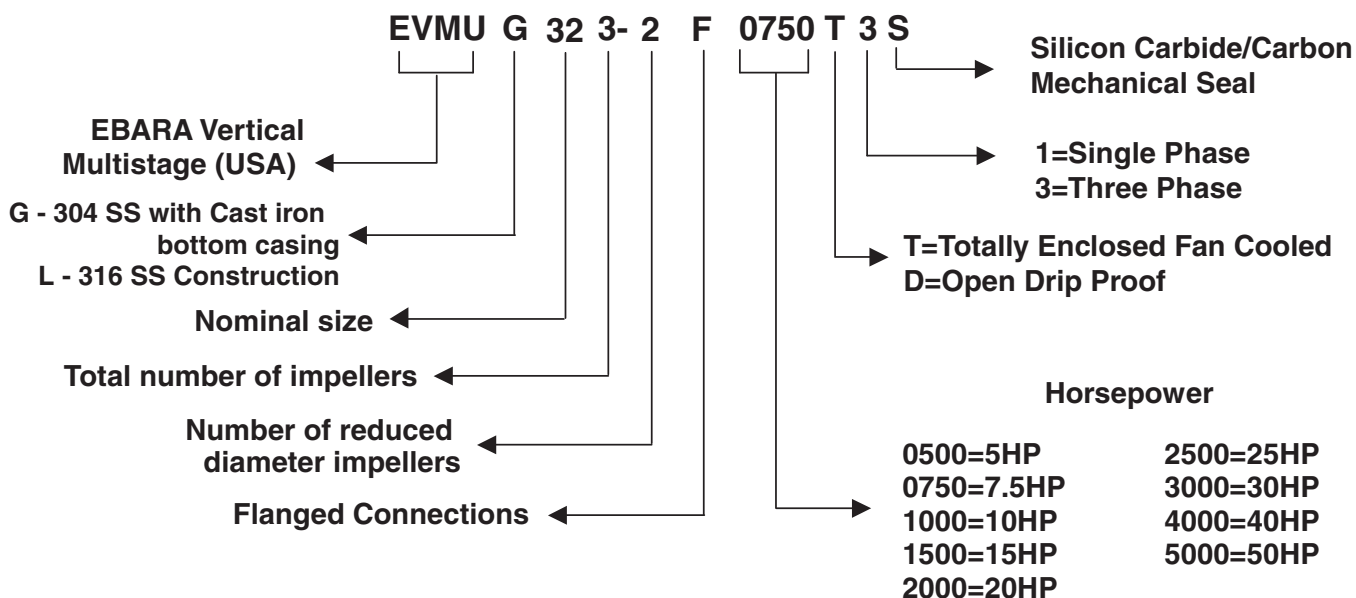 EVMU G 32 3- 2 F 0750 T 3 S
Silicon Carbide/Carbon
Mechanical Seal
EBARA Vertical
Multistage (USA)
1=Single Phase
3=Three Phase
G - 304 SS with Cast iron
bottom casing
L - 316 SS Construction
T=Totally Enclosed Fan Cooled
D=Open Drip Proof
Nominal size
Total number of impellers
Number of reduced
diameter impellers
Flanged Connections
Horsepower
0500=5HP
0750=7.5HP
1000=10HP
1500=15HP
2000=20HP
2500=25HP
3000=30HP
4000=40HP
5000=50HP